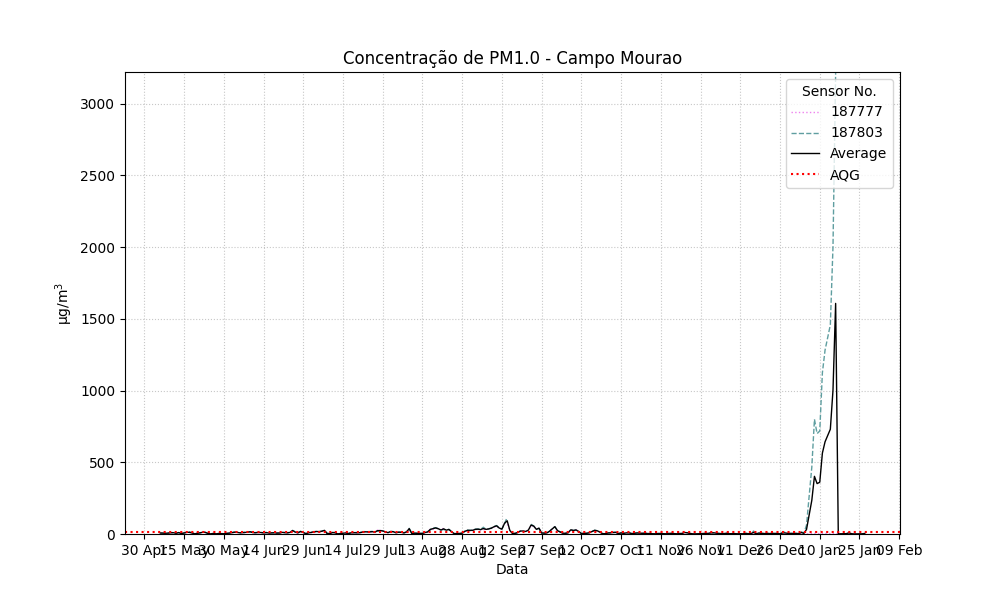 Concentração de PM1.0 - Campo Mourao
Sensor No.
187777
187803
Average
AQG
3000
2500
2000
1500
1000
500
0
µg/m³
30 Apr 15 May 30 May 14 Jun 29 Jun 14 Jul 29 Jul 13 Aug 28 Aug 12 Sep 27 Sep 12 Oct 27 Oct 11 Nov 26 Nov 11 Dec 26 Dec 10 Jan 25 Jan 09 Feb
Data